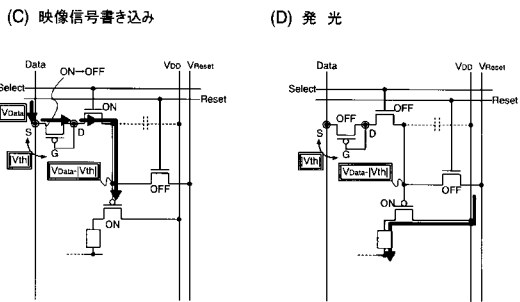 (C) 映像信号書き込み
Data
VDD
VReset
ON→OFF
Select
ON
Reset
VData
S
D
G
|Vth|
VData-|Vth|
OFF
ON
(D) 発 光
Data
VDD
VReset
Select
OFF
Reset
OFF
S
D
G
|Vth|
VData-|Vth|
OFF
ON